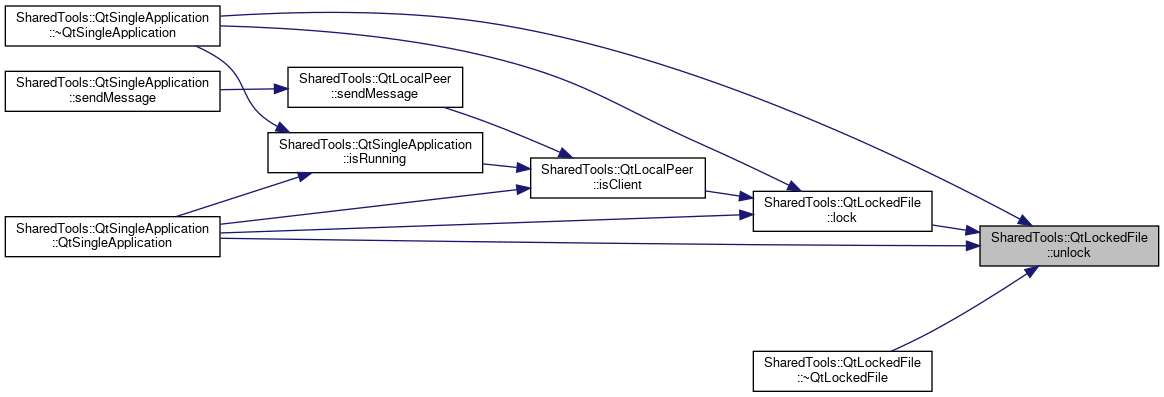 SharedTools::QtSingleApplication
::~QtSingleApplication
SharedTools::QtSingleApplication
::sendMessage
SharedTools::QtLocalPeer
::sendMessage
SharedTools::QtSingleApplication
::isRunning
SharedTools::QtLocalPeer
::isClient
SharedTools::QtLockedFile
::lock
SharedTools::QtSingleApplication
::QtSingleApplication
SharedTools::QtLockedFile
::unlock
SharedTools::QtLockedFile
::~QtLockedFile